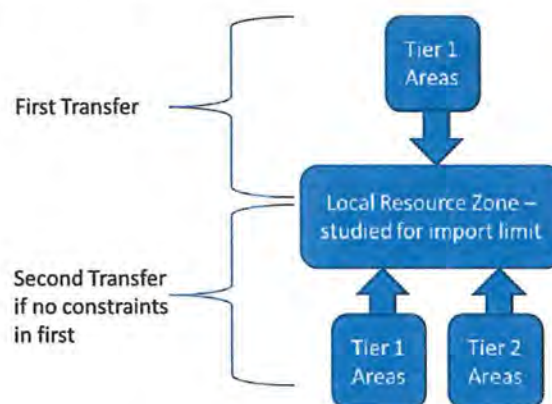 Tier 1
Areas
First Transfer
Local Resource Zone –
studied for import limit
Second Transfer
if no constraints
in first
Tier 1
Areas
Tier 2
Areas